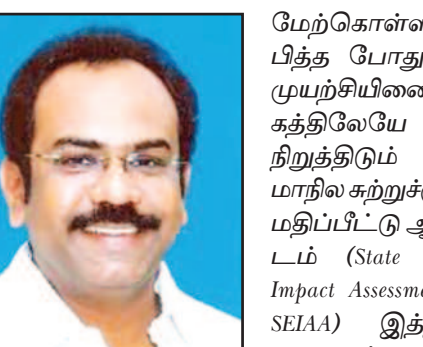 மேற்கொள்ள
பித்த போது
முயற்சியினை
கத்திலேயே
நிறுத்திடும்
மாநில சுற்றுச்சூ
மதிப்பீட்டு ஆ
டம் (State
Impact Assessme
SEIAA) இத்